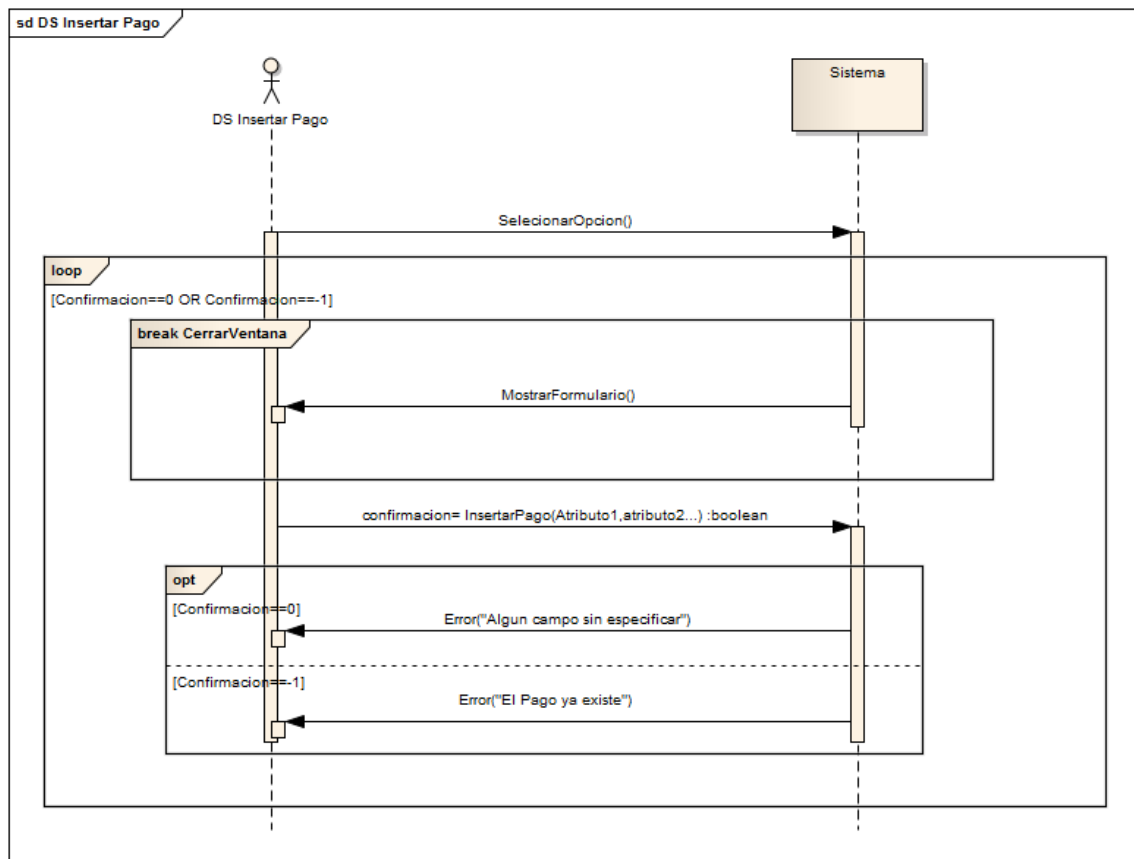 sd DS Insertar Pago
DS Insertar Pago
Sistema
SelecionarOpcion()
loop
[Confirmacion==0 OR Confirmacion==-1]
break CerrarVentana
MostrarFormulario()
confirmacion= InsertarPago(Atributo1,atributo2...) :boolean
opt
[Confirmacion==0]
Error("Algun campo sin especificar")
[Confirmacion==-1]
Error("El Pago ya existe")